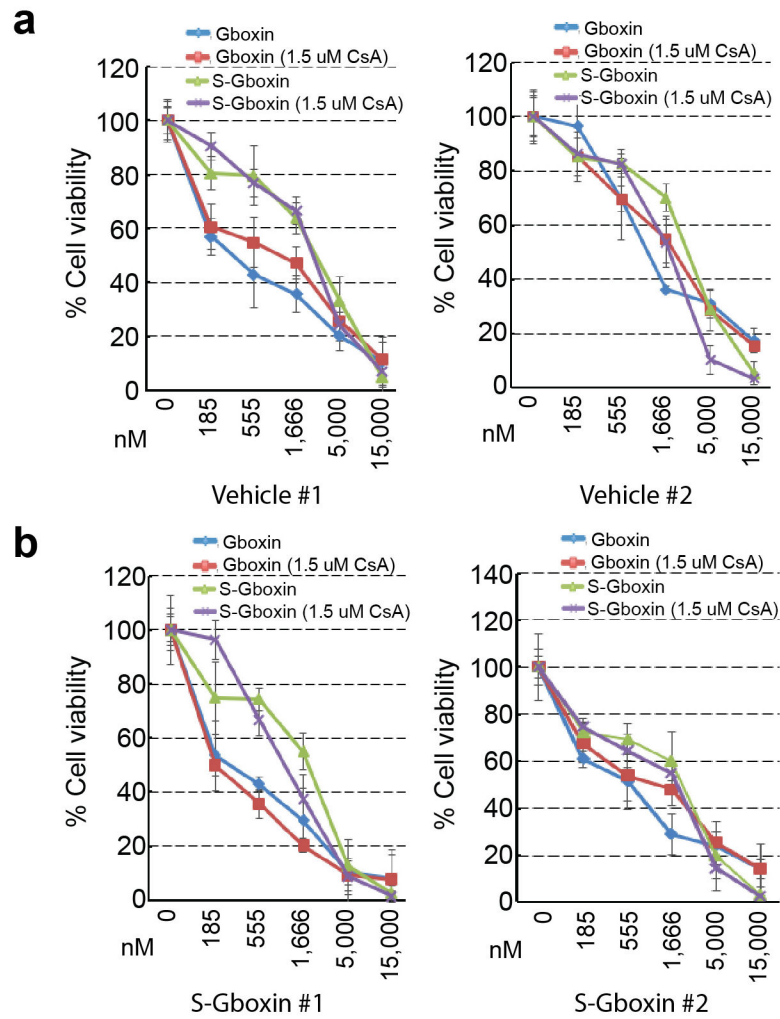 a
Gboxin
Gboxin (1.5 uM CsA)
S-Gboxin
S-Gboxin (1.5 uM CsA)
120
100
80
60
40
20
0
% Cell viability
0
185
555
1,666
5,000
15,000
nM
Vehicle #1
Gboxin
Gboxin (1.5 uM CsA)
S-Gboxin
S-Gboxin (1.5 uM CsA)
120
100
80
60
40
20
0
% Cell viability
0
185
555
1,666
5,000
15,000
nM
Vehicle #2
b
Gboxin
Gboxin (1.5 uM CsA)
S-Gboxin
S-Gboxin (1.5 uM CsA)
120
100
80
60
40
20
0
% Cell viability
0
185
555
1,666
5,000
15,000
nM
S-Gboxin #1
Gboxin
Gboxin (1.5 uM CsA)
S-Gboxin
S-Gboxin (1.5 uM CsA)
140
120
100
80
60
40
20
0
% Cell viability
0
185
555
1,666
5,000
15,000
nM
S-Gboxin #2